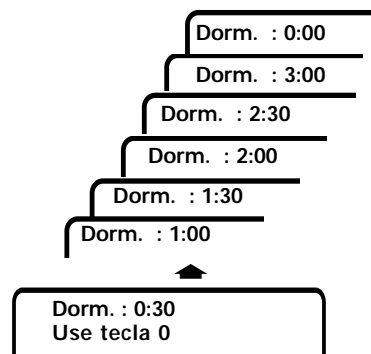 Dorm.  : 0:00
Dorm.  : 3:00
Dorm.  : 2:30
Dorm.  : 2:00
Dorm.  : 1:30
Dorm.  : 1:00
Dorm. : 0:30
Use tecla 0